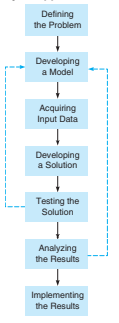 Defining
the Problem
Developing
a Model
Acquiring
Input Data
Developing
a Solution
Testing the
Solution
Analyzing
the Results
Implementing
the Results